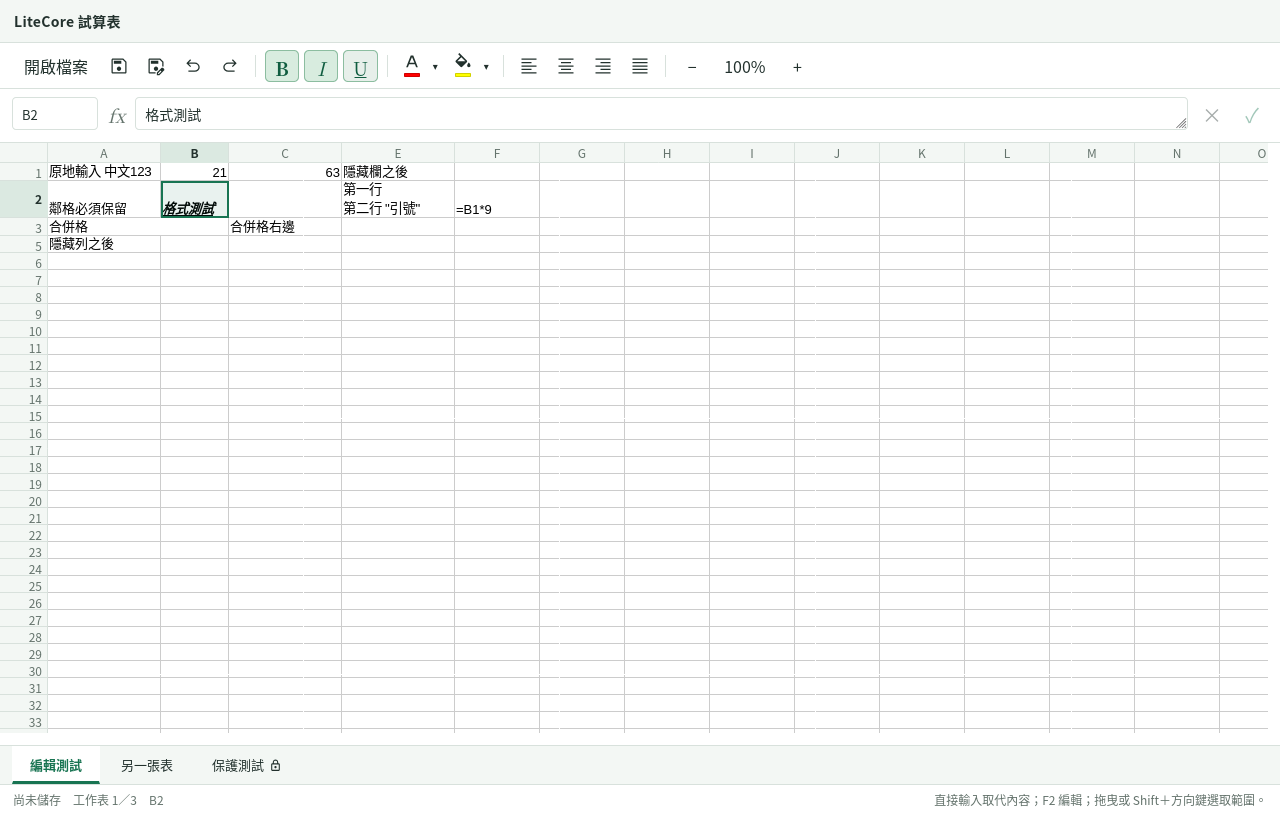 LiteCore 試算表
開啟檔案 B I U A ▾ ▾ − 100% +
B2 fx 格式測試
A B C E F G H I J K L M N O
1 原地輸入 中文123 21 63 隱藏欄之後
第一行
2 鄰格必須保留 格式測試 第二行 "引號" =B1*9
3 合併格 合併格右邊
5 隱藏列之後
6
7
8
9
10
11
12
13
14
15
16
17
18
19
20
21
22
23
24
25
26
27
28
29
30
31
32
33
編輯測試 另一張表 保護測試
尚未儲存 工作表 1／3 B2 直接輸入取代內容；F2 編輯；拖曳或 Shift＋方向鍵選取範圍。